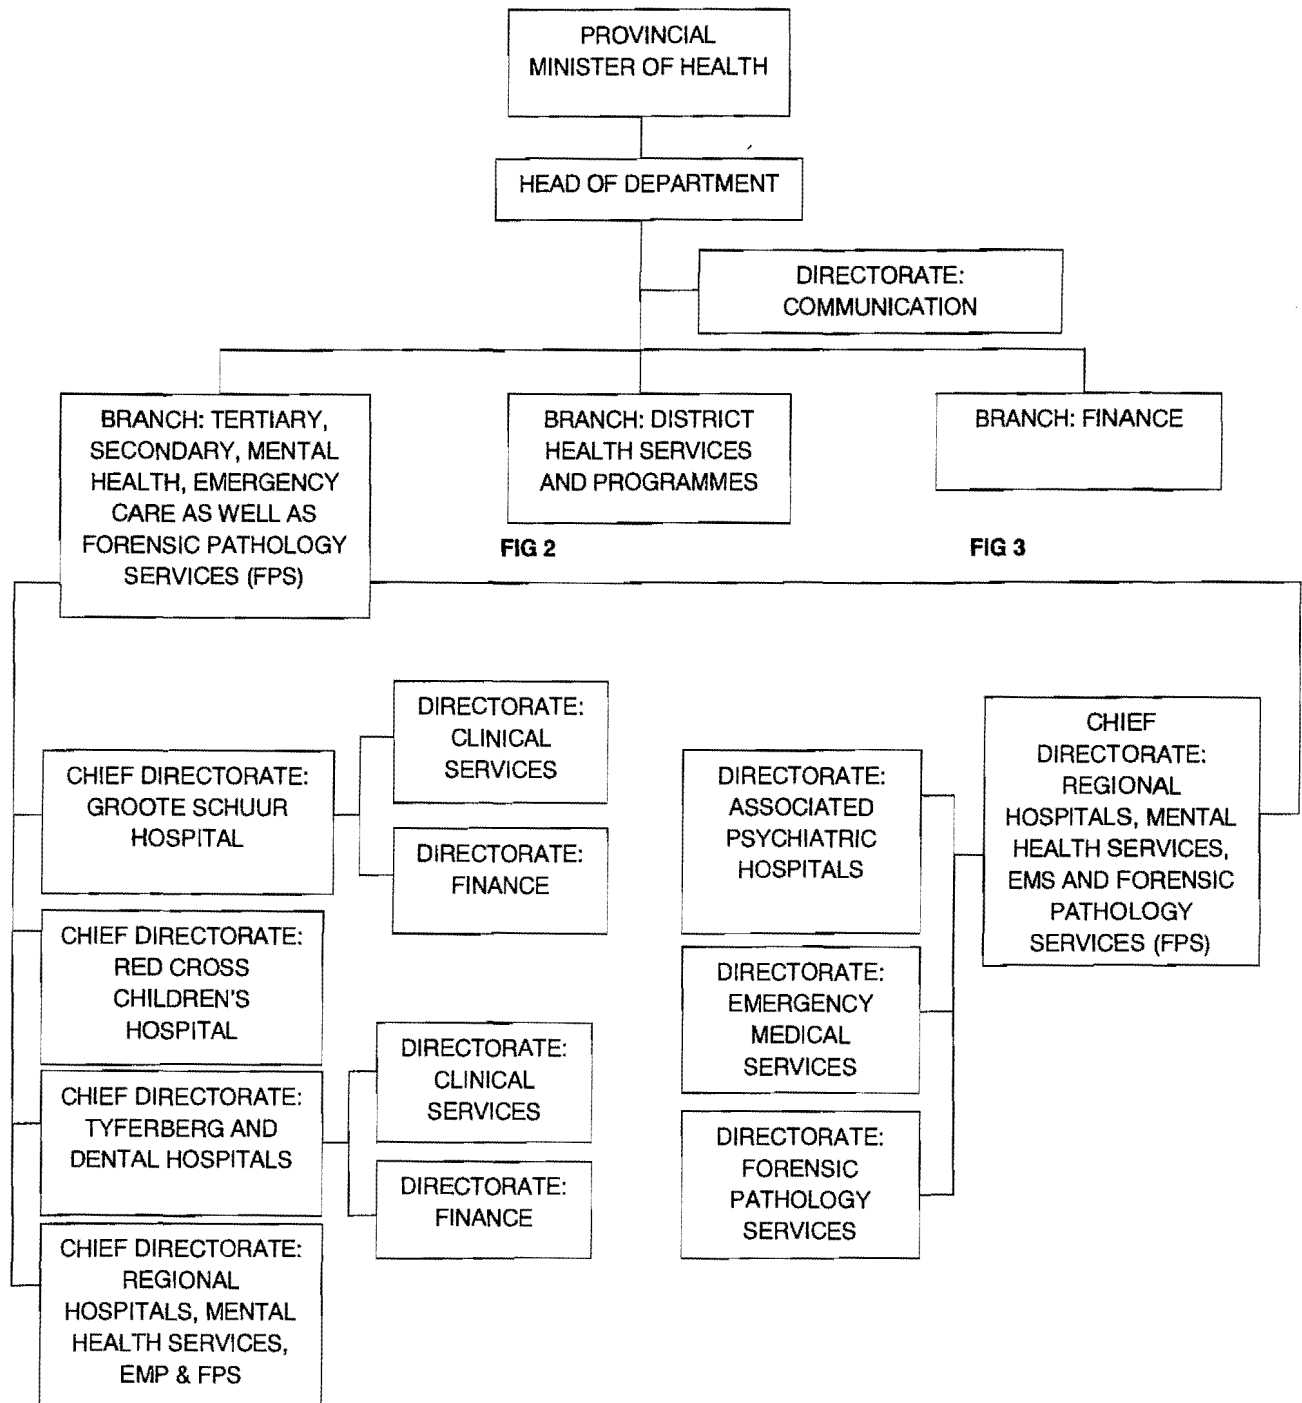 PROVINCIAL
MINISTER OF HEALTH
HEAD OF DEPARTMENT
DIRECTORATE:
COMMUNICATION
BRANCH: TERTIARY,
SECONDARY, MENTAL
HEALTH, EMERGENCY
CARE AS WELL AS
FORENSIC PATHOLOGY
SERVICES (FPS)
BRANCH: DISTRICT
HEALTH SERVICES
AND PROGRAMMES
BRANCH: FINANCE
FIG 2
FIG 3
CHIEF DIRECTORATE:
GROOTE SCHUUR
HOSPITAL
DIRECTORATE:
CLINICAL
SERVICES
DIRECTORATE:
FINANCE
CHIEF DIRECTORATE:
RED CROSS
CHILDREN'S
HOSPITAL
CHIEF DIRECTORATE:
TYFERBERG AND
DENTAL HOSPITALS
DIRECTORATE:
CLINICAL
SERVICES
DIRECTORATE:
FINANCE
CHIEF DIRECTORATE:
REGIONAL
HOSPITALS, MENTAL
HEALTH SERVICES,
EMP & FPS
DIRECTORATE:
ASSOCIATED
PSYCHIATRIC
HOSPITALS
DIRECTORATE:
EMERGENCY
MEDICAL
SERVICES
DIRECTORATE:
FORENSIC
PATHOLOGY
SERVICES
CHIEF
DIRECTORATE:
REGIONAL
HOSPITALS, MENTAL
HEALTH SERVICES,
EMS AND FORENSIC
PATHOLOGY
SERVICES (FPS)